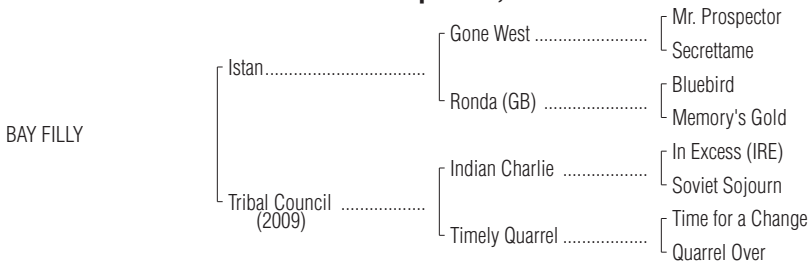 Mr. Prospector
Gone West ..............................
Secrettame
Istan.................................
Bluebird
Ronda (GB) ......................
Memory's Gold
BAY FILLY
In Excess (IRE)
Indian Charlie ..................
Soviet Sojourn
Tribal Council ..................
(2009)
Time for a Change
Timely Quarrel ..................
Quarrel Over